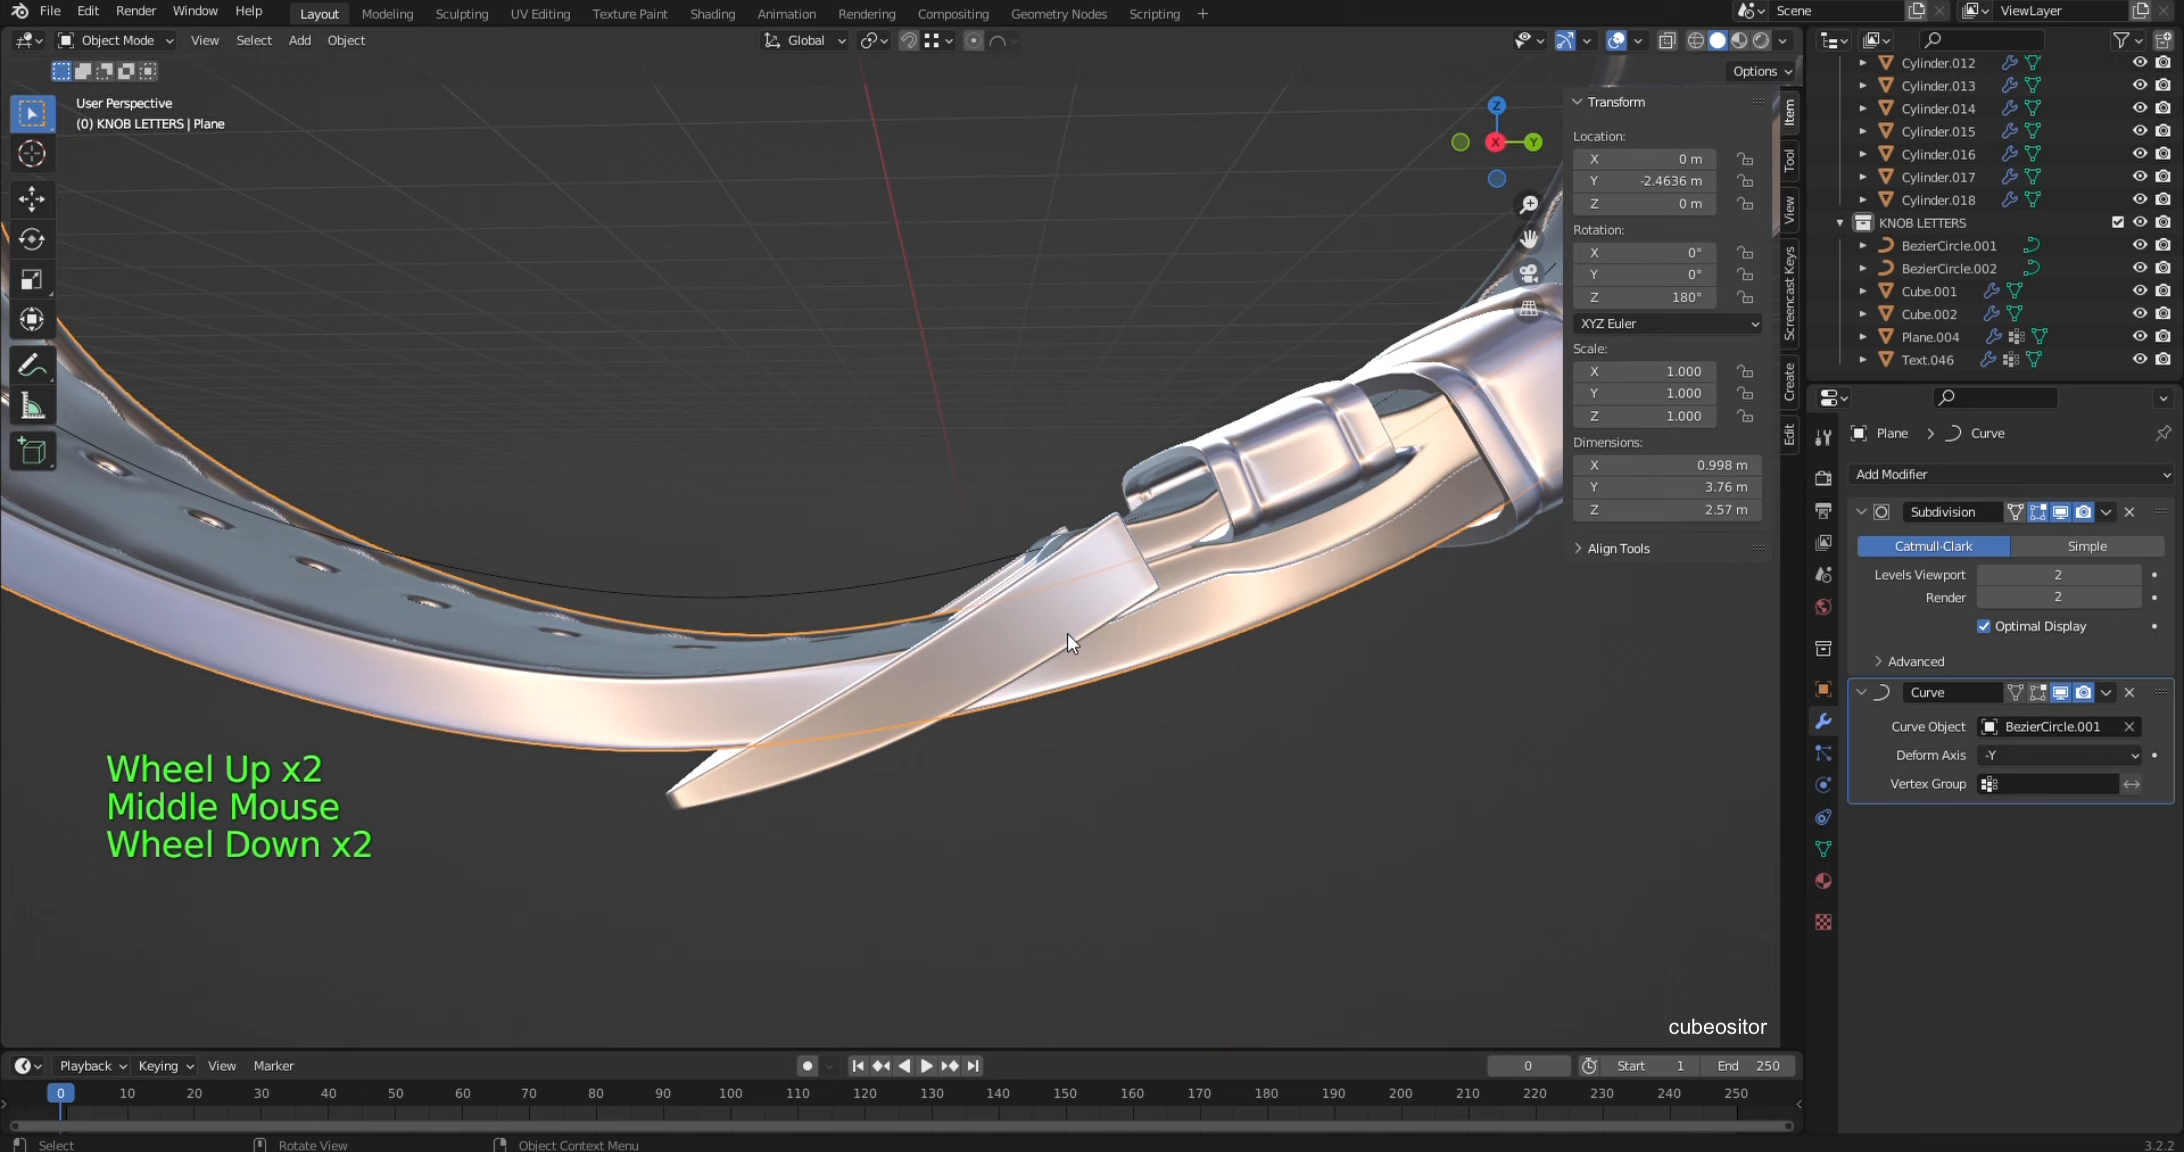 File Edit Render Window Help Layout Modeling Sculpting UV Editing Texture Paint Shading Animation Rendering Compositing Geometry Nodes Scripting + Scene ViewLayer
Object Mode View Select Add Object Global
Options
User Perspective
(0) KNOB LETTERS | Plane
Z
X
Y
Transform
Location:
X 0 m
Y -2.4636 m
Z 0 m
Rotation:
X 0°
Y 0°
Z 180°
XYZ Euler
Scale:
X 1.000
Y 1.000
Z 1.000
Dimensions:
X 0.998 m
Y 3.76 m
Z 2.57 m
Align Tools
Item
Tool
View
Screencast Keys
Create
Edit
Cylinder.012
Cylinder.013
Cylinder.014
Cylinder.015
Cylinder.016
Cylinder.017
Cylinder.018
KNOB LETTERS
BezierCircle.001
BezierCircle.002
Cube.001
Cube.002
Plane.004
Text.046
Plane > Curve
Add Modifier
Subdivision
Catmull-Clark Simple
Levels Viewport 2
Render 2
Optimal Display
Advanced
Curve
Curve Object BezierCircle.001
Deform Axis -Y
Vertex Group
Wheel Up x2
Middle Mouse
Wheel Down x2
cubeositor
Playback Keying View Marker 0 Start 1 End 250
0 10 20 30 40 50 60 70 80 90 100 110 120 130 140 150 160 170 180 190 200 210 220 230 240 250
Select Rotate View Object Context Menu 3.2.2